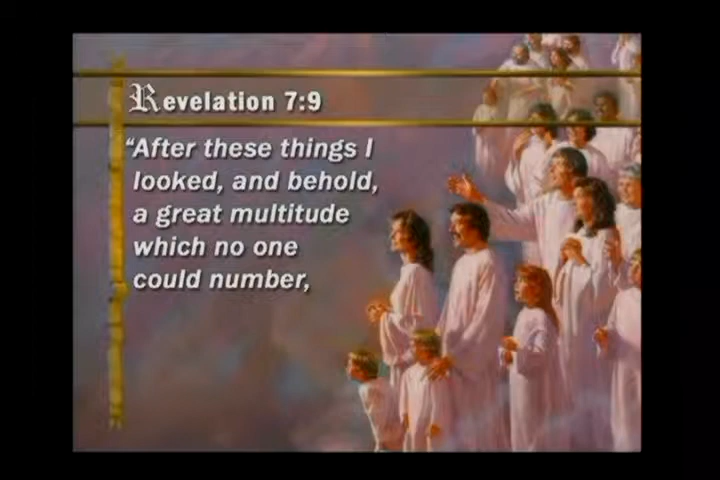 Revelation 7:9
“After these things I
looked, and behold,
a great multitude
which no one
could number,